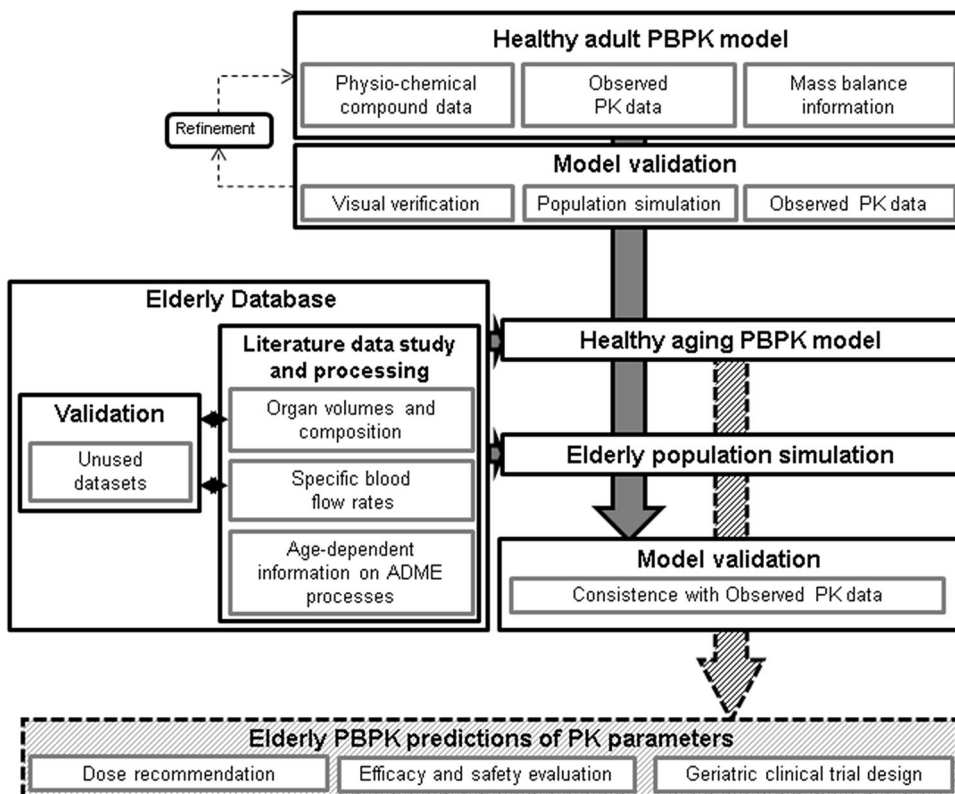 Healthy adult PBPK model
Physio-chemical
compound data
Observed
PK data
Mass balance
information
Refinement
Model validation
Visual verification
Population simulation
Observed PK data
Elderly Database
Literature data study
and processing
Organ volumes and
composition
Specific blood
flow rates
Age-dependent
information on ADME
processes
Validation
Unused
datasets
Healthy aging PBPK model
Elderly population simulation
Model validation
Consistence with Observed PK data
Elderly PBPK predictions of PK parameters
Dose recommendation
Efficacy and safety evaluation
Geriatric clinical trial design